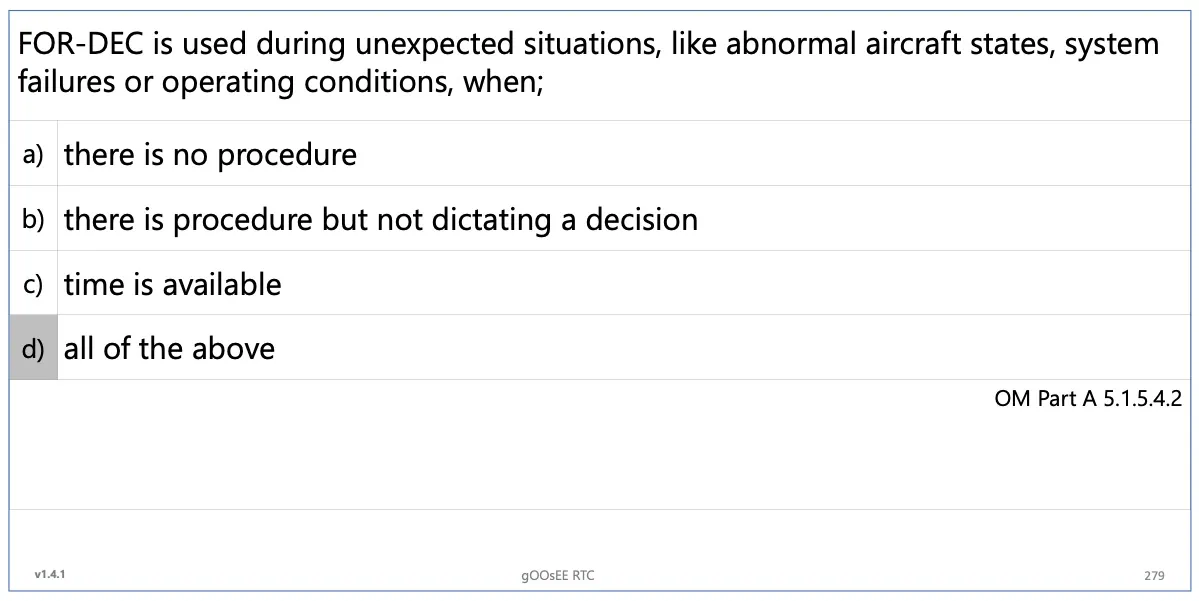 FOR-DEC is used during unexpected situations, like abnormal aircraft states, system
failures or operating conditions, when;
a) there is no procedure
b) there is procedure but not dictating a decision
c) time is available
d) all of the above
OM Part A 5.1.5.4.2
v1.4.1 gOOsEE RTC 279